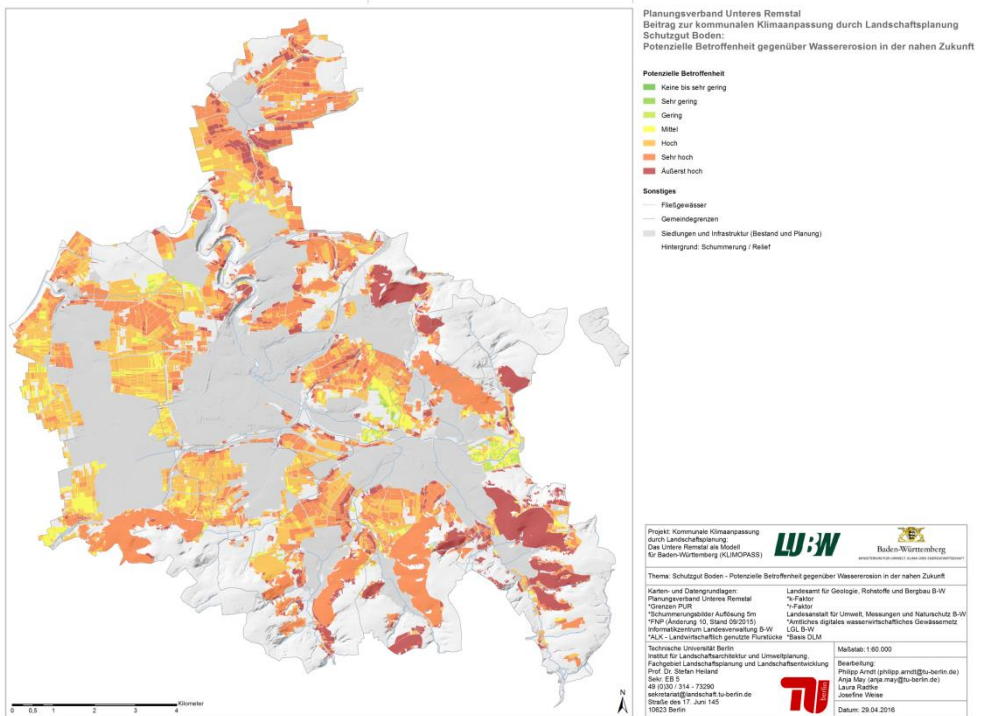 Planungsverband Unteres Remstal
Beitrag zur kommunalen Klimaanpassung durch Landschaftsplanung
Schutzgut Boden:
Potenzielle Betroffenheit gegenüber Wassererosion in der nahen Zukunft
Potenzielle Betroffenheit
Keine bis sehr gering
Sehr gering
Gering
Mittel
Hoch
Sehr hoch
Äußerst hoch
Sonstiges
Fließgewässer
Gemeindegrenzen
Siedlungen und Infrastruktur (Bestand und Planung)
Hintergrund: Schummerung / Relief
Projekt: Kommunale Klimaanpassung
durch Landschaftsplanung:
Das Untere Remstal als Modell
für Baden-Württemberg (KLIMOPASS)
LUBW
Baden-Württemberg
Thema: Schutzgut Boden - Potenzielle Betroffenheit gegenüber Wassererosion in der nahen Zukunft
Karten- und Datengrundlagen:
Planungsverband Unteres Remstal
*Grenzen PUR
*Schummerungsbilder Auflösung 5m
*FNP (Änderung 10, Stand 09/2015)
Informatikzentrum Landesverwaltung B-W
*ALK - Landwirtschaftlich genutzte Flurstücke
Landesamt für Geologie, Rohstoffe und Bergbau B-W
*k-Faktor
*r-Faktor
Landesanstalt für Umwelt, Messungen und Naturschutz B-W
*Amtliches digitales wasserwirtschaftliches Gewässernetz
LGL B-W
*Basis DLM
Technische Universität Berlin
Institut für Landschaftsarchitektur und Umweltplanung,
Fachgebiet Landschaftsplanung und Landschaftsentwicklung
Prof. Dr. Stefan Heiland
Sekr. EB 5
49 (0)30 / 314 - 73290
sekretariat@landschaft.tu-berlin.de
Straße des 17. Juni 145
10623 Berlin
berlin
Maßstab: 1:60.000
Bearbeitung:
Philipp Arndt (philipp.arndt@tu-berlin.de)
Anja May (anja.may@tu-berlin.de)
Laura Radtke
Josefine Weise
Datum: 29.04.2016
0 0,5 1 2 3 4 Kilometer
N